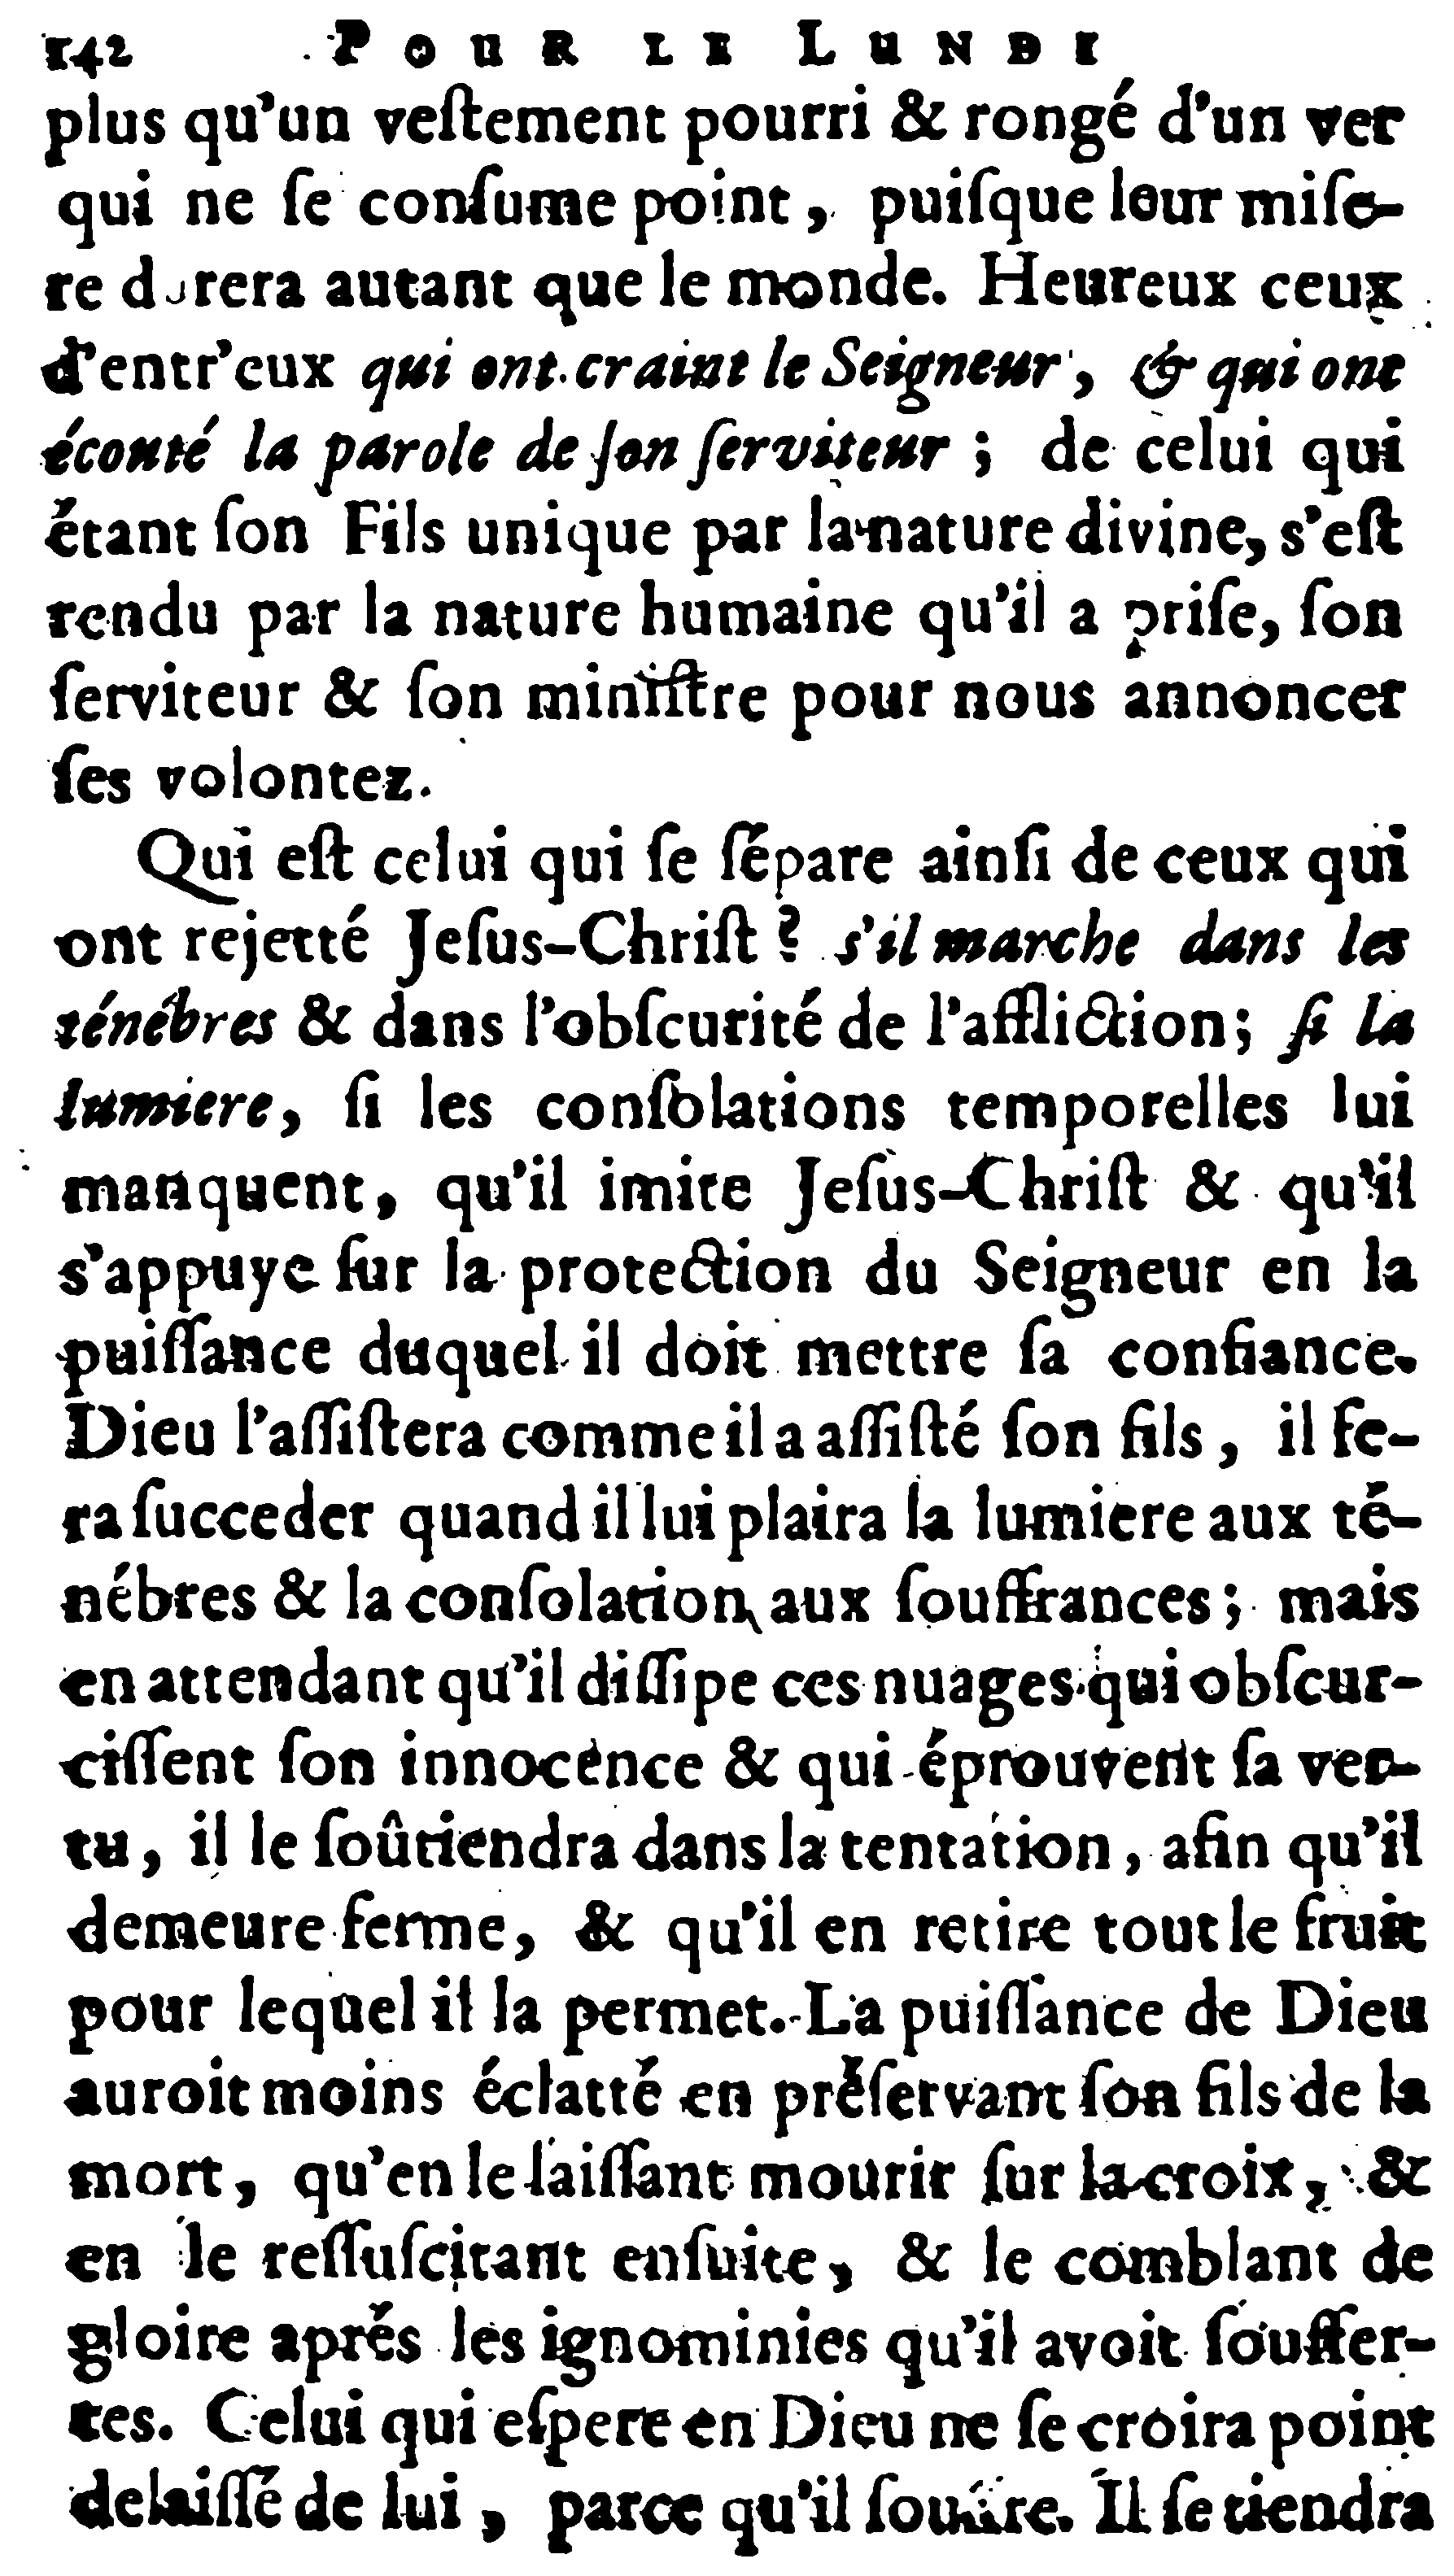 142 POUR LE LUNDI
plus qu'un veſtement pourri & rongé d'un ver
qui ne ſe conſume point, puiſque leur miſe-
re durera autant que le monde. Heureux ceux
d'entr'eux qui ont craint le Seigneur, & qui ont
écouté la parole de ſon ſerviteur; de celui qui
étant ſon Fils unique par la nature divine, s'eſt
rendu par la nature humaine qu'il a priſe, ſon
ſerviteur & ſon miniſtre pour nous annoncer
ſes volontez.
Qui eſt celui qui ſe ſépare ainſi de ceux qui
ont rejetté Jeſus-Chriſt? s'il marche dans les
ténébres & dans l'obſcurité de l'affliction; ſi la
lumiere, ſi les conſolations temporelles lui
manquent, qu'il imite Jeſus-Chriſt & qu'il
s'appuye ſur la protection du Seigneur en la
puiſſance duquel il doit mettre ſa confiance.
Dieu l'aſſiſtera comme il a aſſiſté ſon fils, il fe-
ra ſucceder quand il lui plaira la lumiere aux té-
nébres & la conſolation aux ſouffrances; mais
en attendant qu'il diſſipe ces nuages qui obſcur-
ciſſent ſon innocence & qui éprouvent ſa ver-
tu, il le ſoûtiendra dans la tentation, afin qu'il
demeure ferme, & qu'il en retire tout le fruit
pour lequel il la permet. La puiſſance de Dieu
auroit moins éclatté en préſervant ſon fils de la
mort, qu'en le laiſſant mourir ſur la croix, &
en le reſſuſcitant enſuite, & le comblant de
gloire aprés les ignominies qu'il avoit ſouffer-
tes. Celui qui eſpere en Dieu ne ſe croira point
delaiſſé de lui, parce qu'il ſouffre. Il ſe tiendra